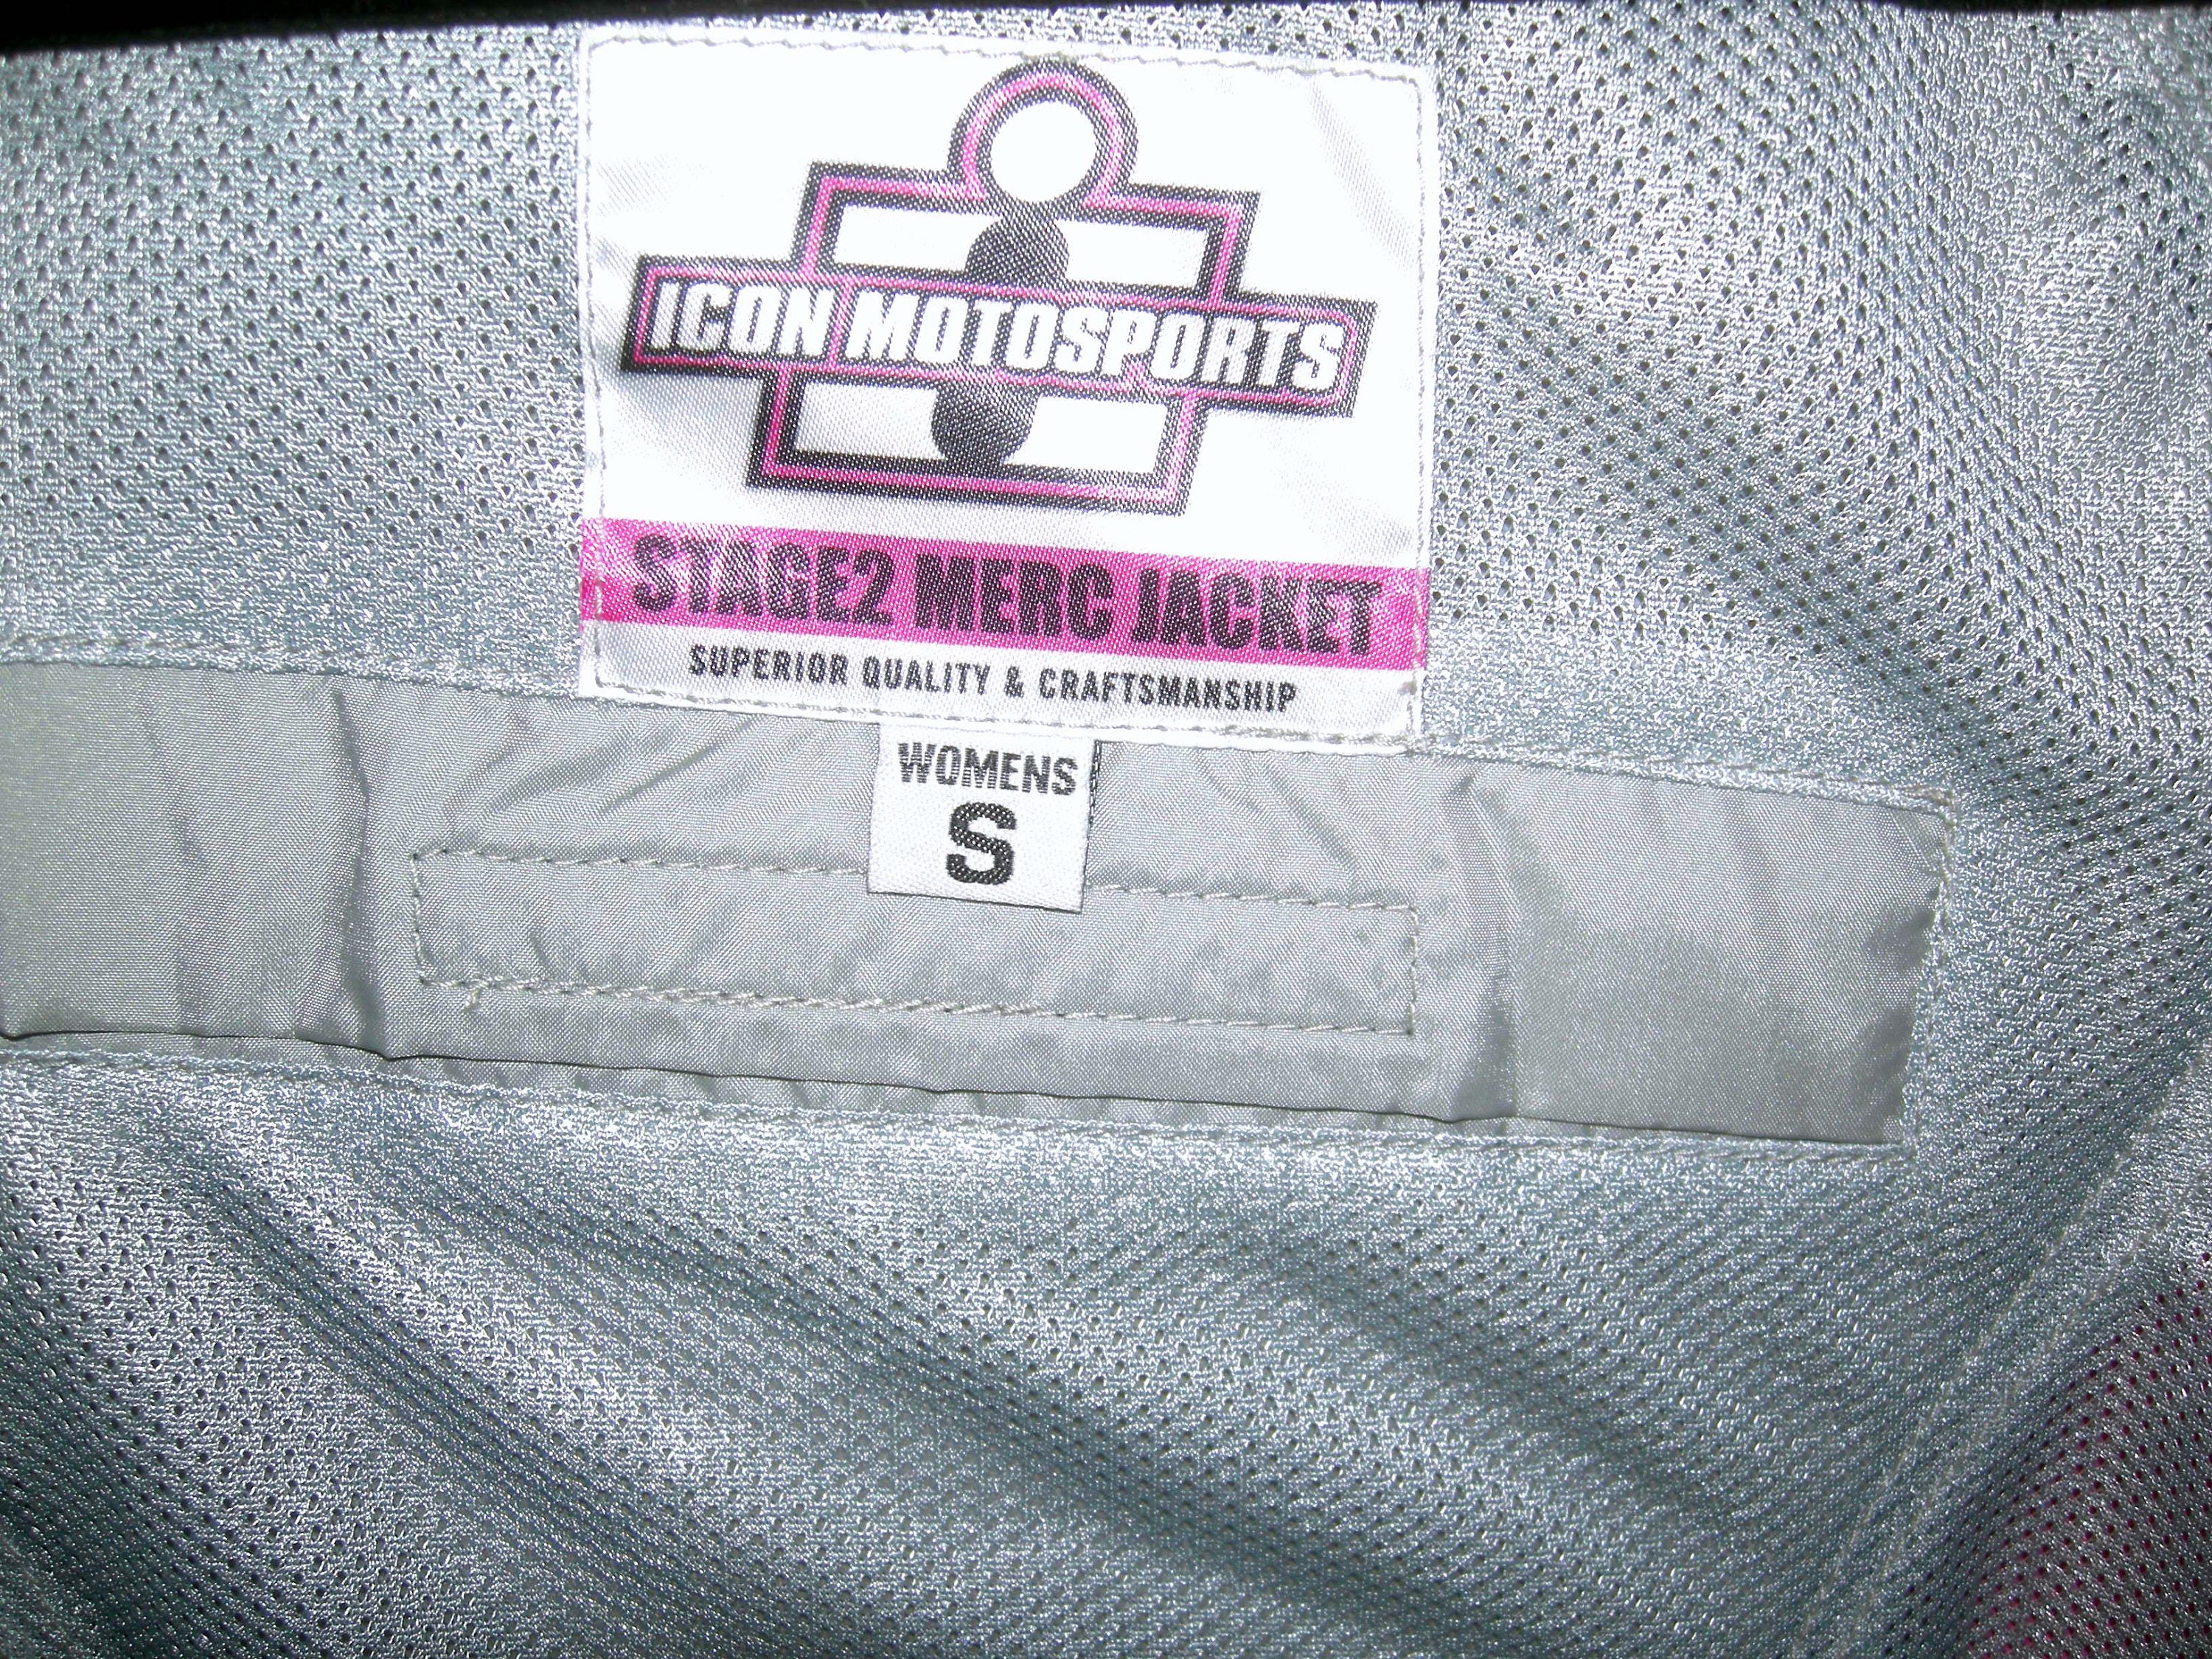 ICON MOTOSPORTS
STAGE2 MERC JACKET
SUPERIOR QUALITY & CRAFTSMANSHIP
WOMENS
S